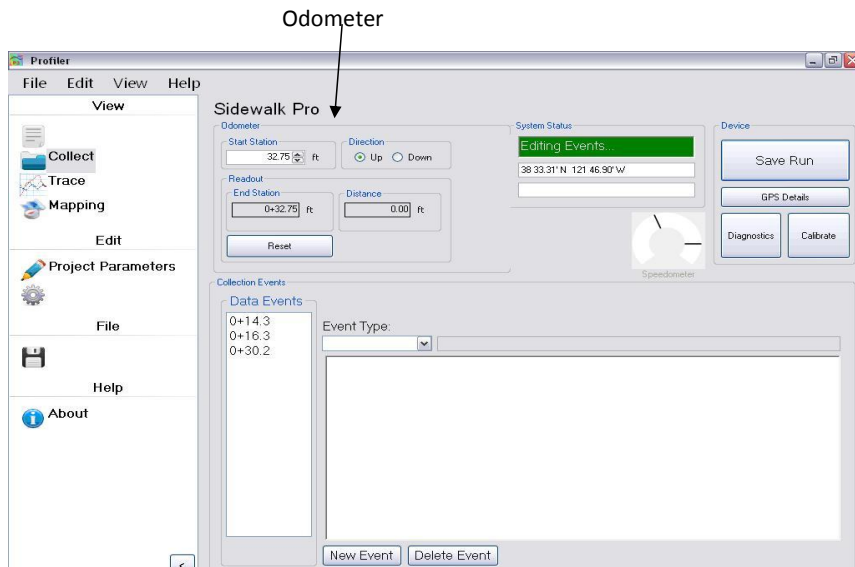 Odometer
Profiler
File Edit View Help
View
Collect
Trace
Mapping
Edit
Project Parameters
File
Help
About
<
Sidewalk Pro
Odometer
Start Station
32.75 ft
Direction
Up Down
Readout
End Station
0+32.75 ft
Distance
0.00 ft
Reset
System Status
Editing Events...
38 33.31' N 121 46.90' W
Speedometer
Device
Save Run
GPS Details
Diagnostics
Calibrate
Collection Events
Data Events
0+14.3
0+16.3
0+30.2
Event Type:
New Event
Delete Event